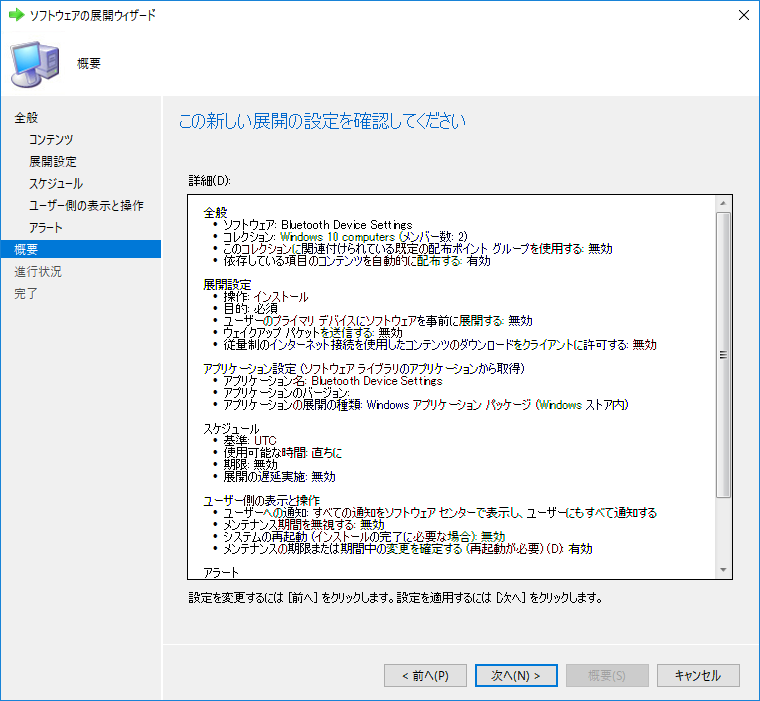 ソフトウェアの展開ウィザード
概要
全般
コンテンツ
展開設定
スケジュール
ユーザー側の表示と操作
アラート
概要
進行状況
完了
この新しい展開の設定を確認してください
詳細(D):
全般
• ソフトウェア: Bluetooth Device Settings
• コレクション: Windows 10 computers (メンバー数: 2)
• このコレクションに関連付けられている既定の配布ポイント グループを使用する: 無効
• 依存している項目のコンテンツを自動的に配布する: 有効
展開設定
• 操作: インストール
• 目的: 必須
• ユーザーのプライマリ デバイスにソフトウェアを事前に展開する: 無効
• ウェイクアップ パケットを送信する: 無効
• 従量制のインターネット接続を使用したコンテンツのダウンロードをクライアントに許可する: 無効
アプリケーション設定 (ソフトウェア ライブラリのアプリケーションから取得)
• アプリケーション名: Bluetooth Device Settings
• アプリケーションのバージョン:
• アプリケーションの展開の種類: Windows アプリケーション パッケージ (Windows ストア内)
スケジュール
• 基準: UTC
• 使用可能な時間: 直ちに
• 期限: 無効
• 展開の遅延実施: 無効
ユーザー側の表示と操作
• ユーザーへの通知: すべての通知をソフトウェア センターで表示し、ユーザーにもすべて通知する
• メンテナンス期間を無視する: 無効
• システムの再起動 (インストールの完了に必要な場合): 無効
• メンテナンスの期限または期間中の変更を確定する (再起動が必要) (D): 有効
アラート
設定を変更するには [前へ] をクリックします。設定を適用するには [次へ] をクリックします。
< 前へ(P)
次へ(N) >
概要(S)
キャンセル